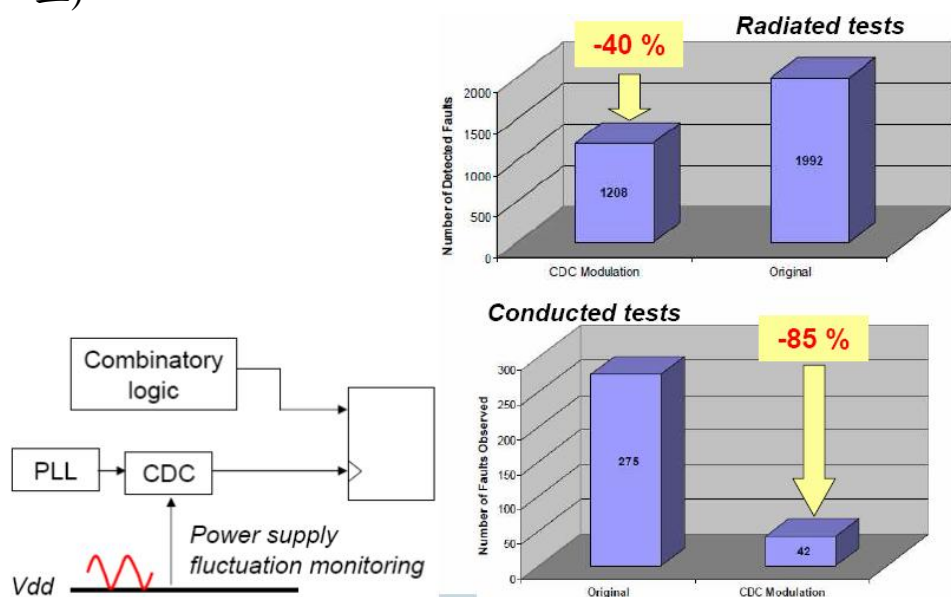 Radiated tests
-40 %
Number of Detected Faults
2000
1500
1000
500
0
1208
1992
CDC Modulation
Original
Conducted tests
-85 %
Number of Faults Observed
300
250
200
150
100
50
0
275
42
Original
CDC Modulation
Combinatory
logic
PLL
CDC
Power supply
fluctuation monitoring
Vdd